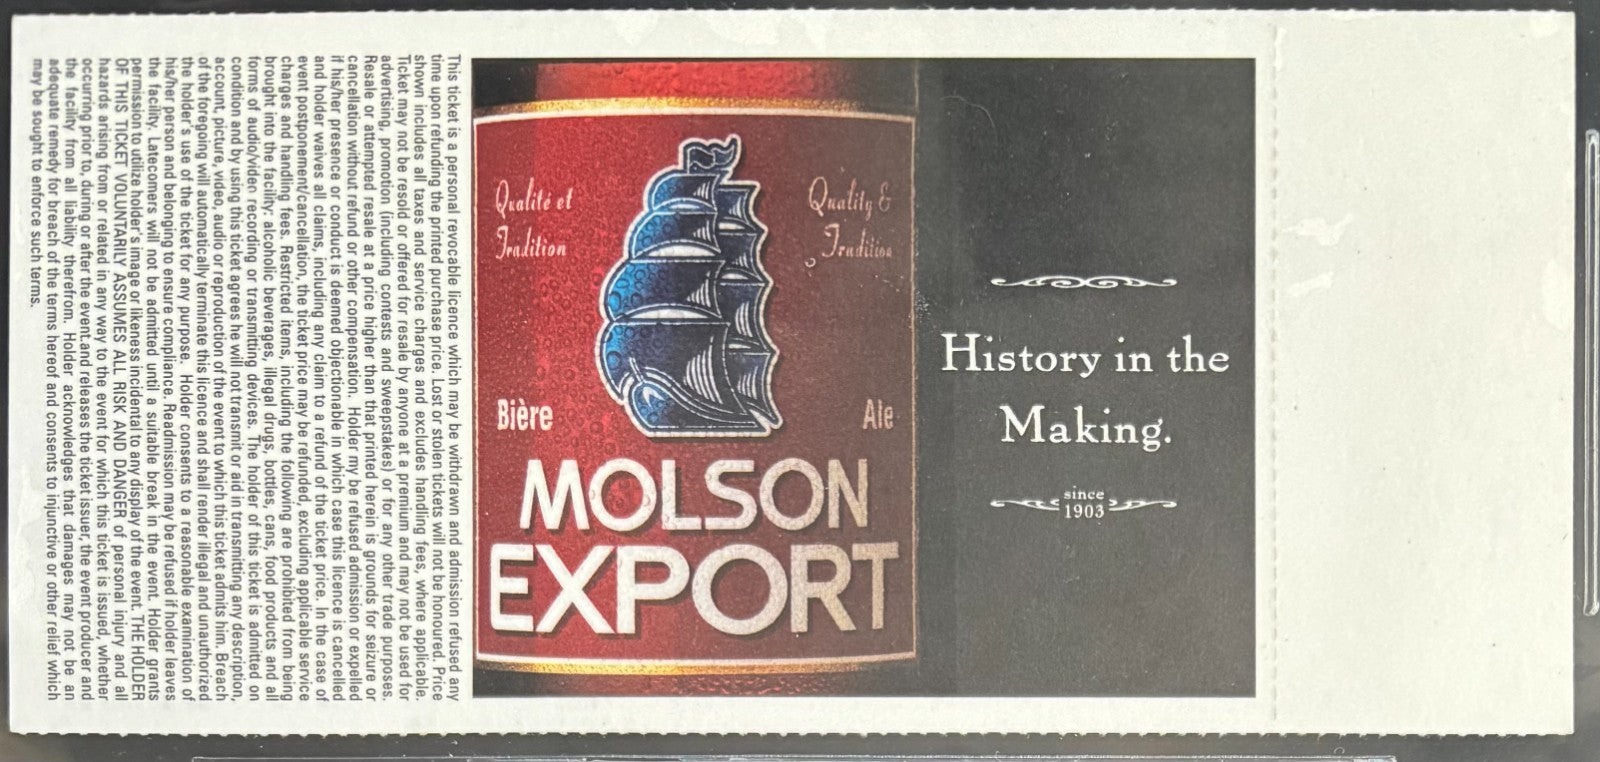 This ticket is a personal revocable licence which may be withdrawn and admission refused any
time upon refunding the printed purchase price. Lost or stolen tickets will not be honoured. Price
shown includes all taxes and service charges and excludes handling fees, where applicable.
Ticket may not be resold or offered for resale by anyone at a premium and may not be used for
advertising, promotion (including contests and sweepstakes) or for any other trade purposes.
Resale or attempted resale at a price higher than that printed herein is grounds for seizure or
cancellation without refund or other compensation. Holder my be refused admission or expelled
if his/her presence or conduct is deemed objectionable in which case this licence is cancelled
and holder waives all claims, including any claim to a refund of the ticket price. In the case of
event postponement/cancellation, the ticket price may be refunded, excluding applicable service
charges and handling fees. Restricted items, including the following are prohibited from being
brought into the facility: alcoholic beverages, illegal drugs, bottles, cans, food products and all
forms of audio/video recording or transmitting devices. The holder of this ticket is admitted on
condition and by using this ticket agrees he will not transmit or aid in transmitting any description,
account, picture, video, audio or reproduction of the event to which this ticket admits him. Breach
of the foregoing will automatically terminate this licence and shall render illegal and unauthorized
the holder's use of the ticket for any purpose. Holder consents to a reasonable examination of
his/her person and belonging to ensure compliance. Readmission may be refused if holder leaves
the facility. Latecomers will not be admitted until a suitable break in the event. Holder grants
permission to utilize holder's image or likeness incidental to any display of the event. THE HOLDER
OF THIS TICKET VOLUNTARILY ASSUMES ALL RISK AND DANGER of personal injury and all
hazards arising from or related in any way to the event for which this ticket is issued, whether
occurring prior to, during or after the event and releases the ticket issuer, the event producer and
the facility from all liability therefrom. Holder acknowledges that damages may not be an
adequate remedy for breach of the terms hereof and consents to injunctive or other relief which
may be sought to enforce such terms.
Qualité et
Tradition
Quality &
Tradition
Bière
Ale
MOLSON
EXPORT
History in the
Making.
since
1903